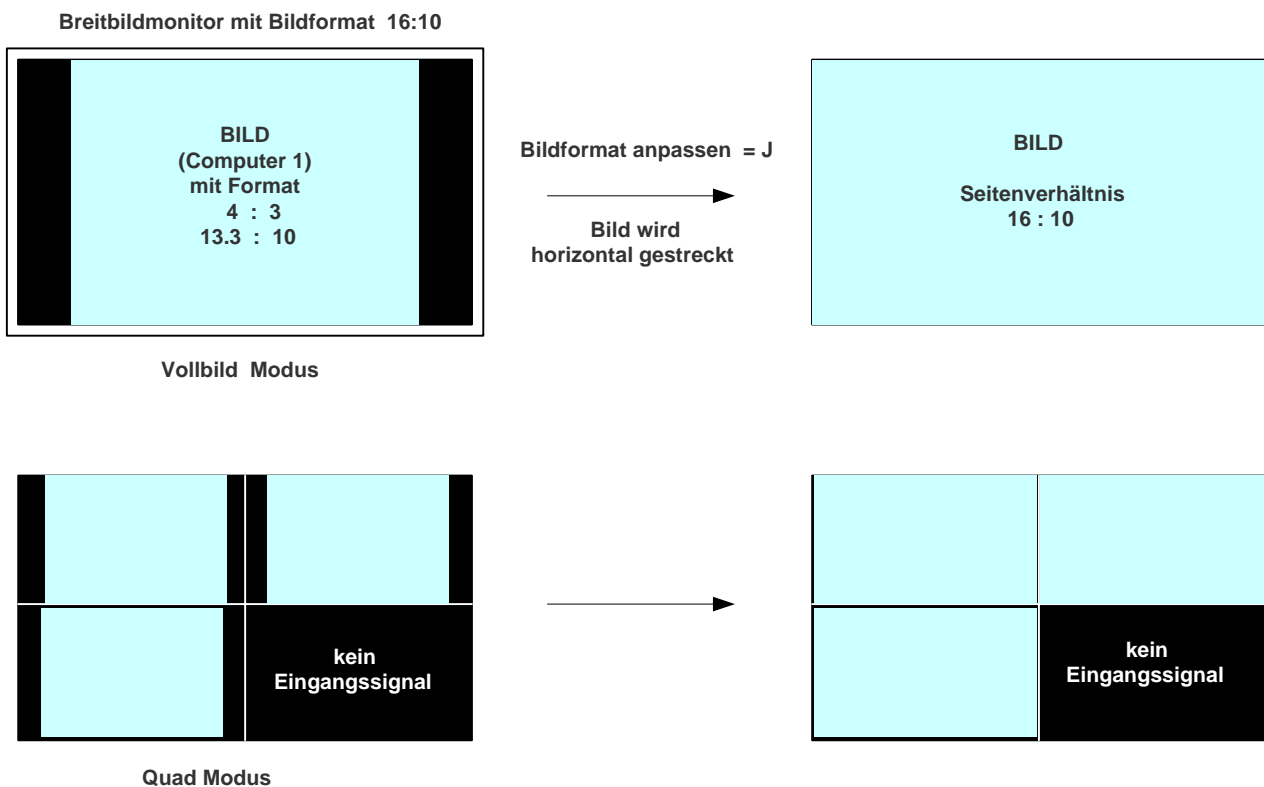 Breitbildmonitor mit Bildformat 16:10
BILD
(Computer 1)
mit Format
4 : 3
13.3 : 10
Bildformat anpassen = J
Bild wird
horizontal gestreckt
BILD
Seitenverhältnis
16 : 10
Vollbild Modus
kein
Eingangssignal
kein
Eingangssignal
Quad Modus